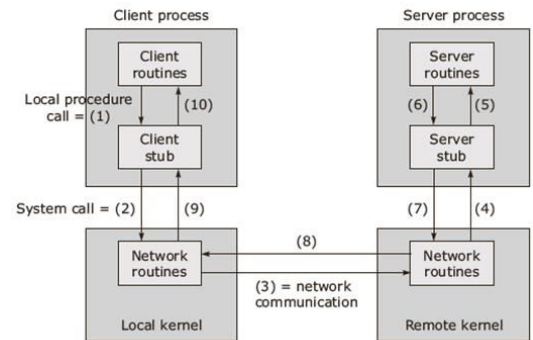 Client process
Server process
Client
routines
Server
routines
Local procedure
call = (1)
(10)
(6)
(5)
Client
stub
Server
stub
System call = (2)
(9)
(7)
(4)
(8)
Network
routines
Network
routines
(3) = network
communication
Local kernel
Remote kernel